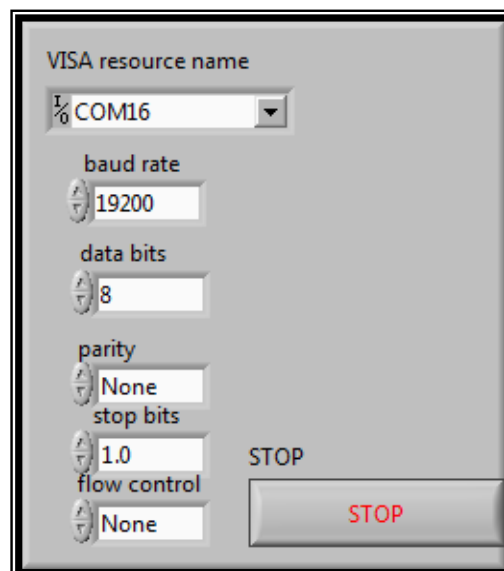 VISA resource name
I/O COM16
baud rate
19200
data bits
8
parity
None
stop bits
1.0
flow control
None
STOP
STOP